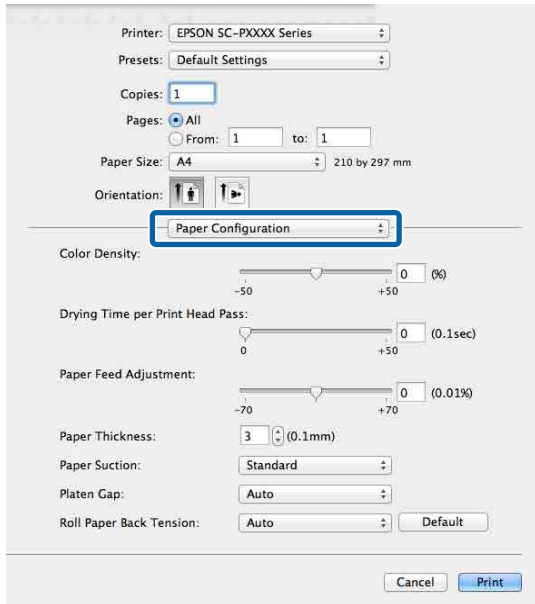 Printer: EPSON SC-PXXXX Series
Presets: Default Settings
Copies: 1
Pages: All
From: 1 to: 1
Paper Size: A4 210 by 297 mm
Orientation:
Paper Configuration
Color Density:
0 (%)
-50 +50
Drying Time per Print Head Pass:
0 (0.1sec)
0 +50
Paper Feed Adjustment:
0 (0.01%)
-70 +70
Paper Thickness: 3 (0.1mm)
Paper Suction: Standard
Platen Gap: Auto
Roll Paper Back Tension: Auto Default
Cancel Print